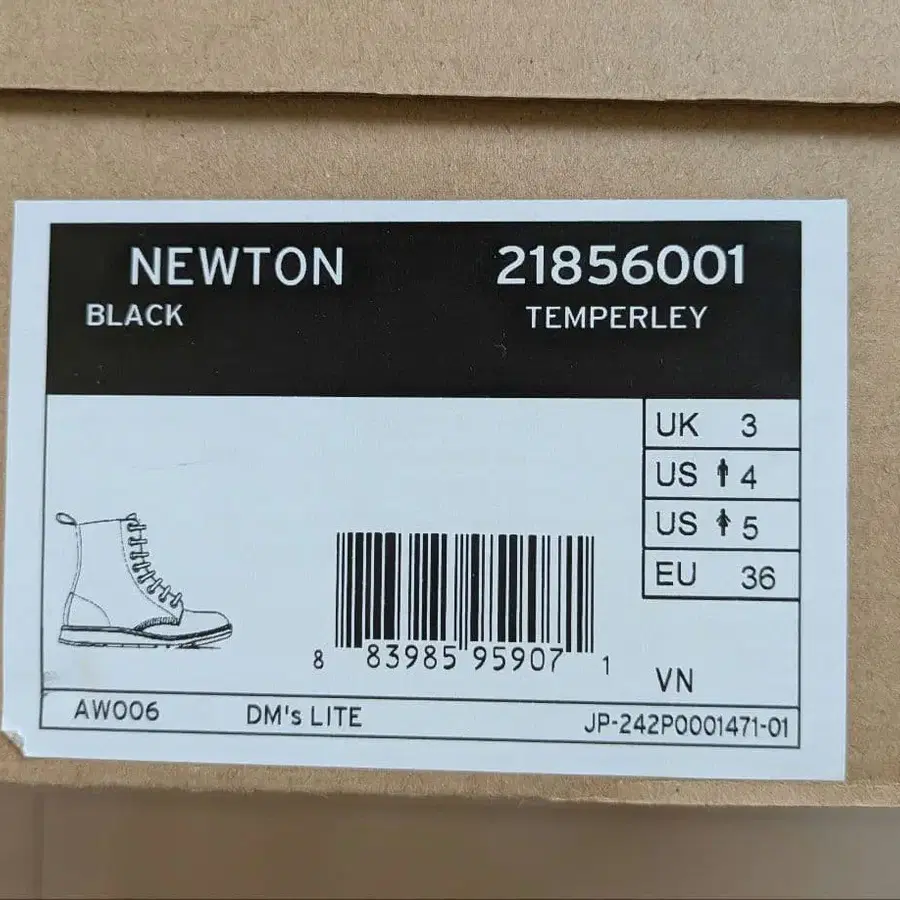 NEWTON 21856001
BLACK TEMPERLEY
UK 3
US 4
US 5
EU 36
8 83985 95907 1
VN
AW006 DM's LITE JP-242P0001471-01